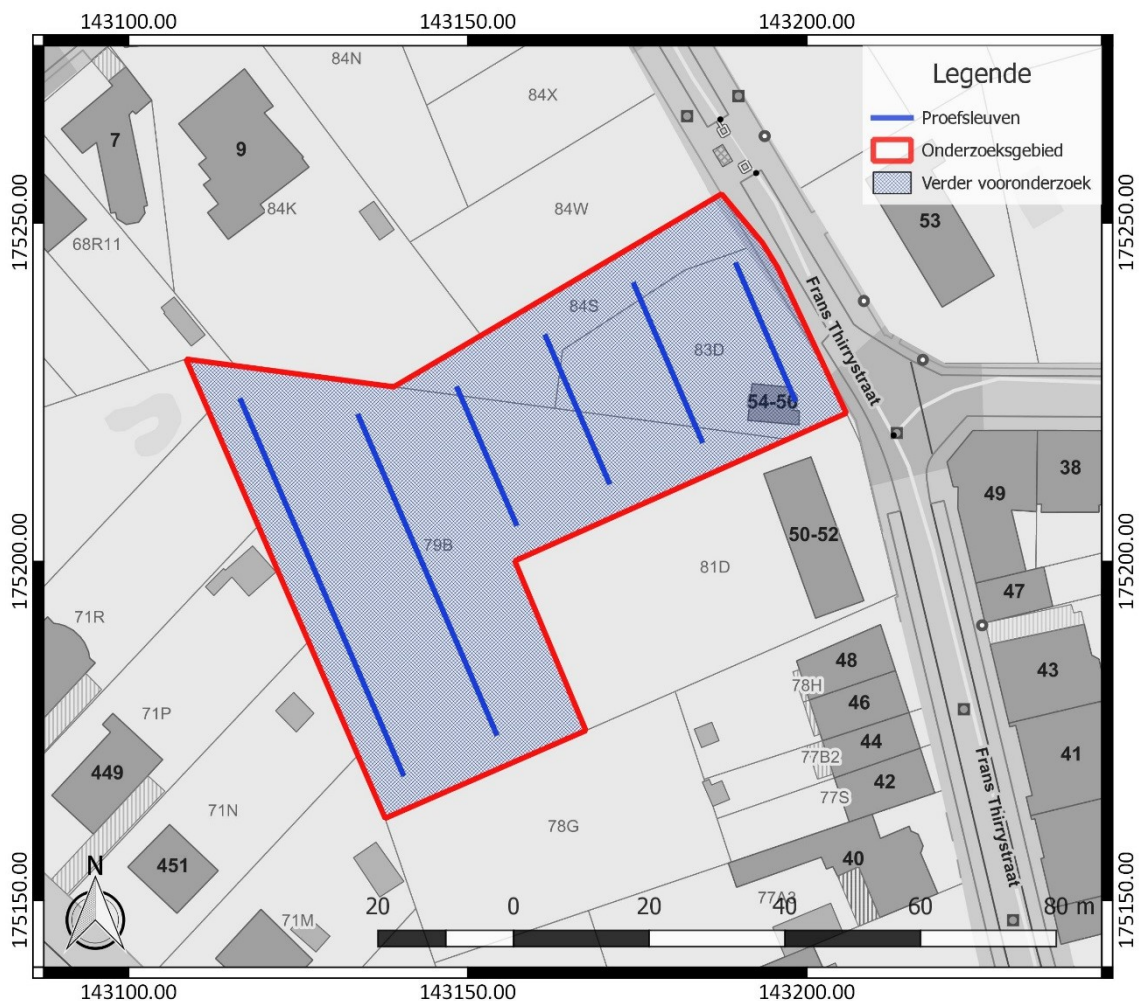 143100.00 143150.00 143200.00
84N
Legende
84X
Proefsleuven
7
9
Onderzoeksgebied
Verder vooronderzoek
84K
84W
53
68R11
175250.00
175250.00
84S
Frans Thirrystraat
83D
54-56
38
49
79B
50-52
81D
175200.00
175200.00
47
71R
48
43
78H
46
71P
44
77B2
41
449
42
77S
Frans Thirrystraat
71N
78G
451
40
N
77A3
175150.00
175150.00
71M
20 0 20 40 60 80 m
143100.00 143150.00 143200.00